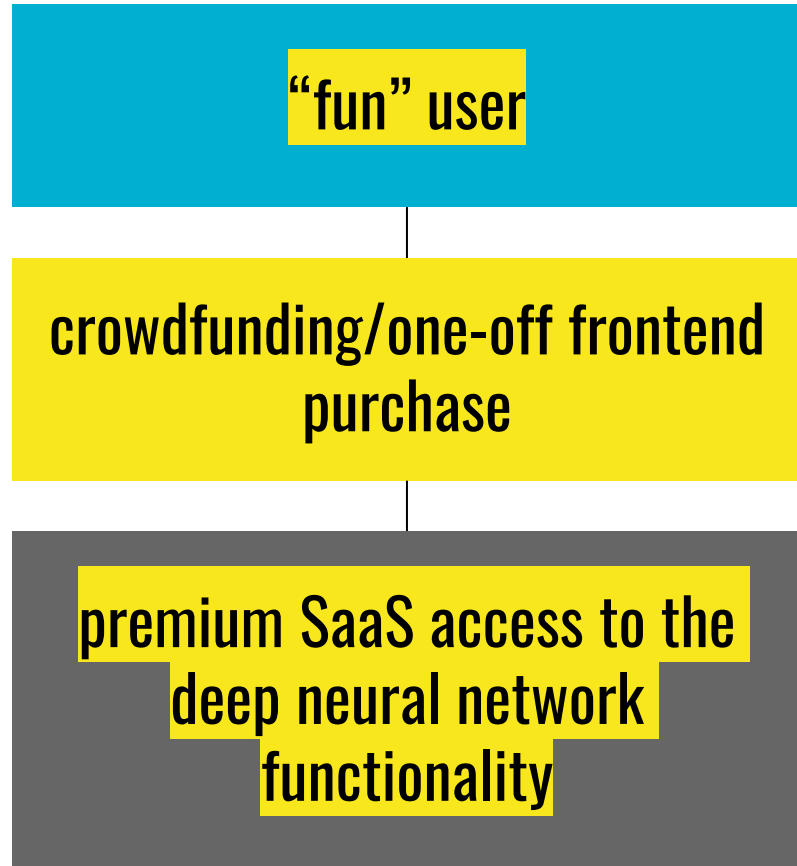 “fun” user
crowdfunding/one-off frontend
purchase
premium SaaS access to the
deep neural network
functionality